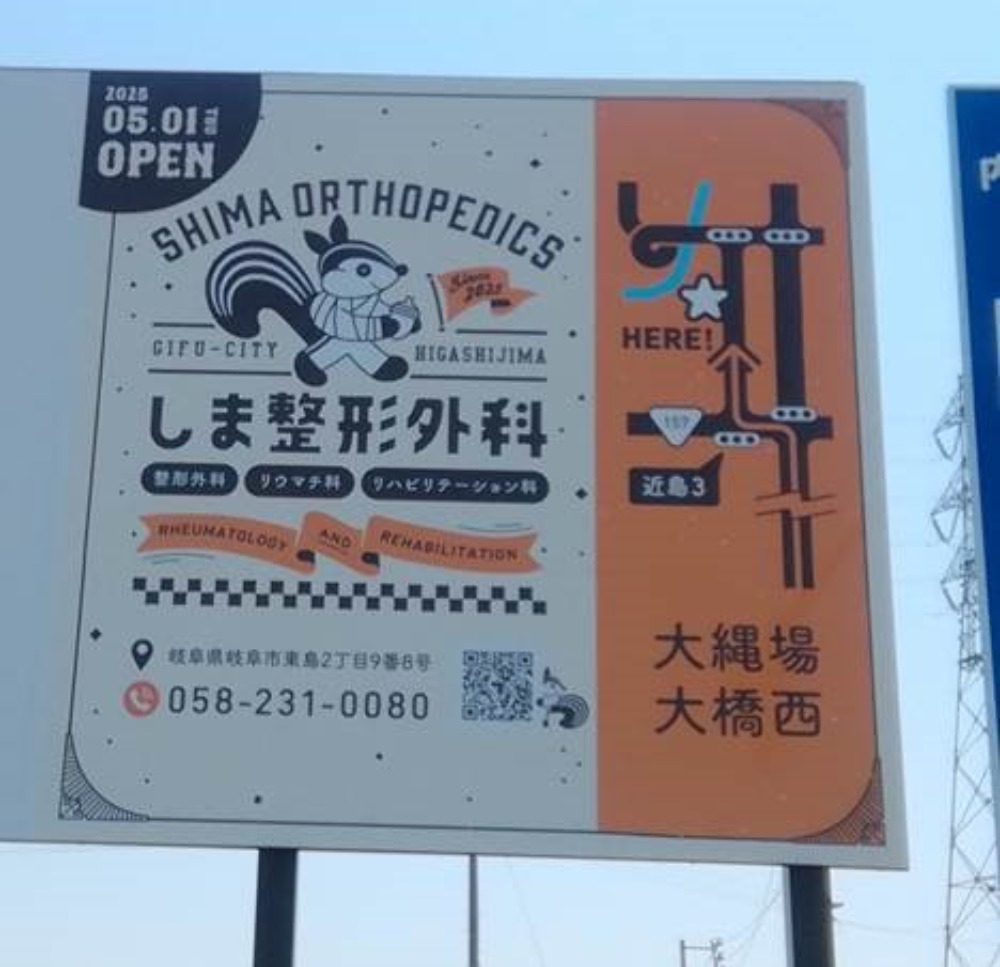 2025
05.01 THU
OPEN
SHIMA ORTHOPEDICS
Since 2025
GIFU-CITY
HIGASHIJIMA
しま整形外科
整形外科
リウマチ科
リハビリテーション科
RHEUMATOLOGY AND REHABILITATION
岐阜県岐阜市東島2丁目9番8号
058-231-0080
HERE!
157
近島3
大縄場
大橋西